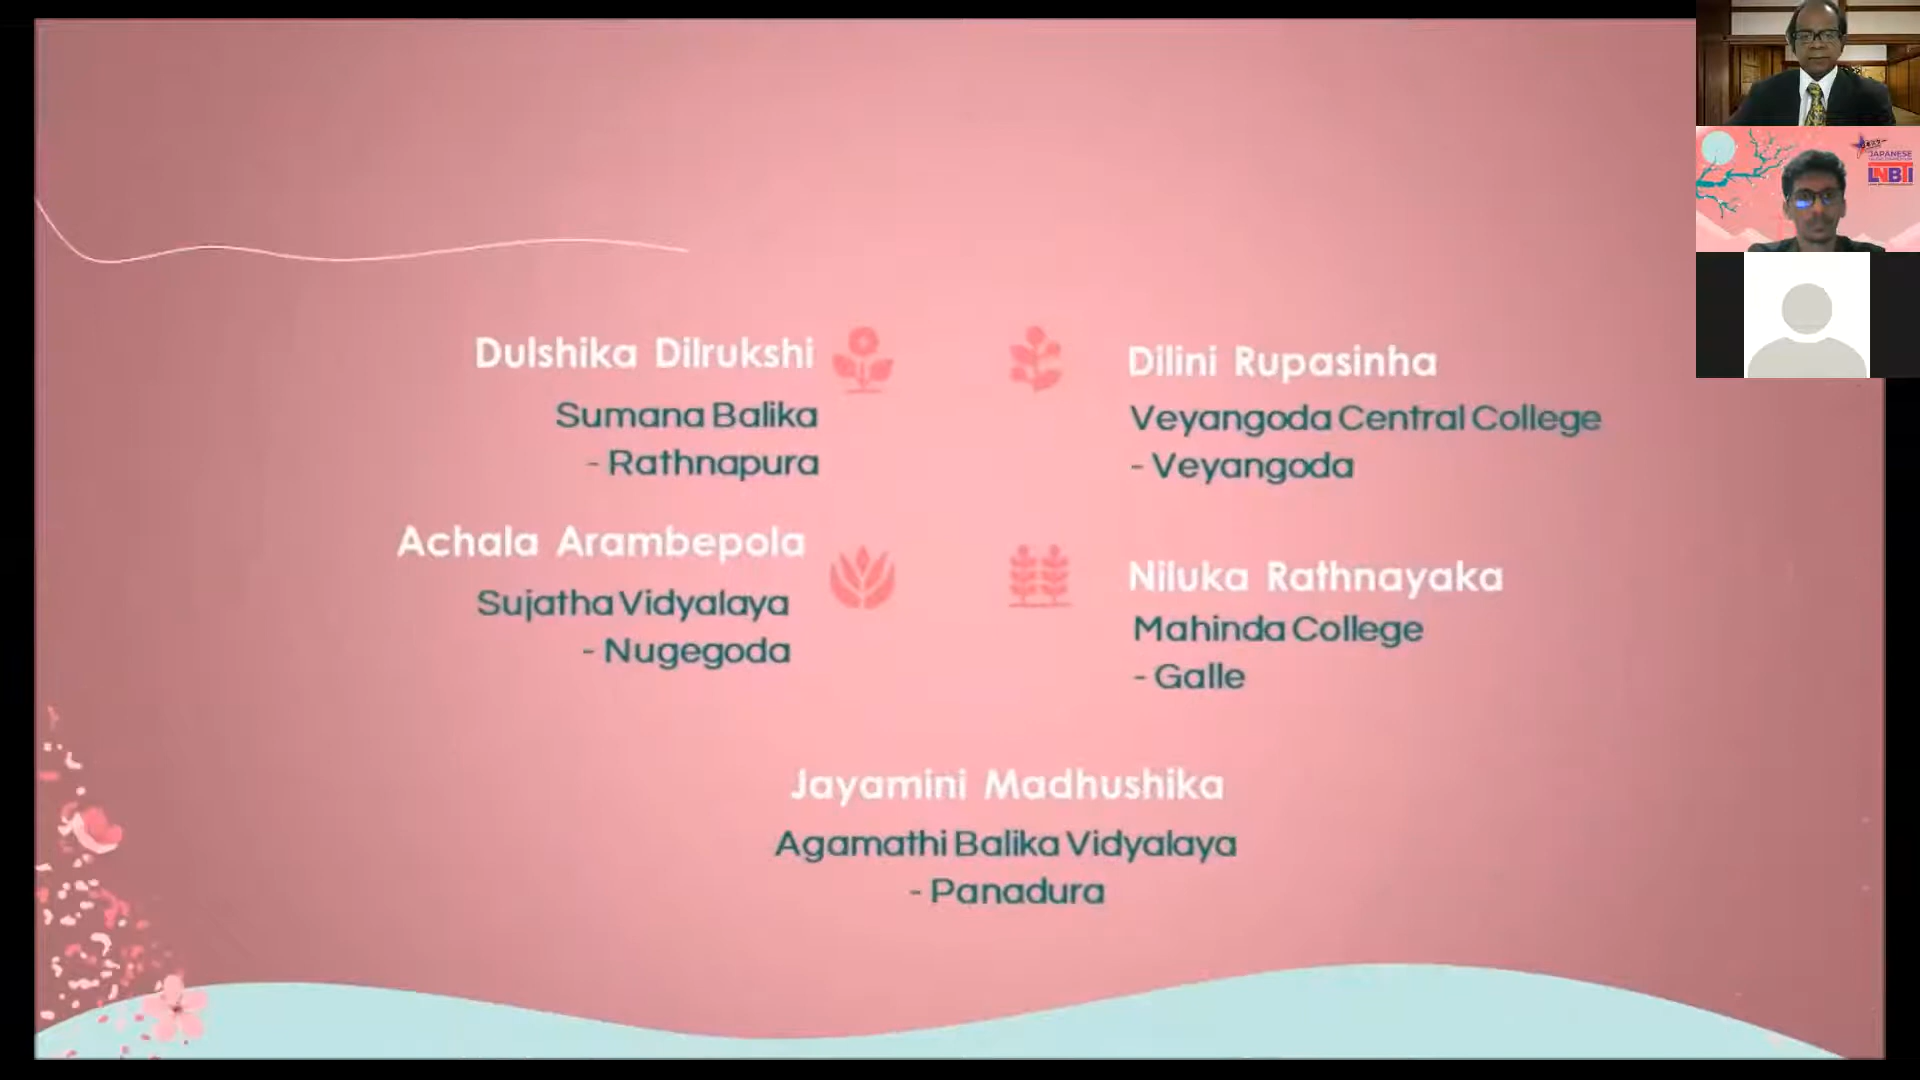 Dulshika Dilrukshi
Sumana Balika
- Rathnapura
Dilini Rupasinha
Veyangoda Central College
- Veyangoda
Achala Arambepola
Sujatha Vidyalaya
- Nugegoda
Niluka Rathnayaka
Mahinda College
- Galle
Jayamini Madhushika
Agamathi Balika Vidyalaya
- Panadura
JAPANESE
LNBTI